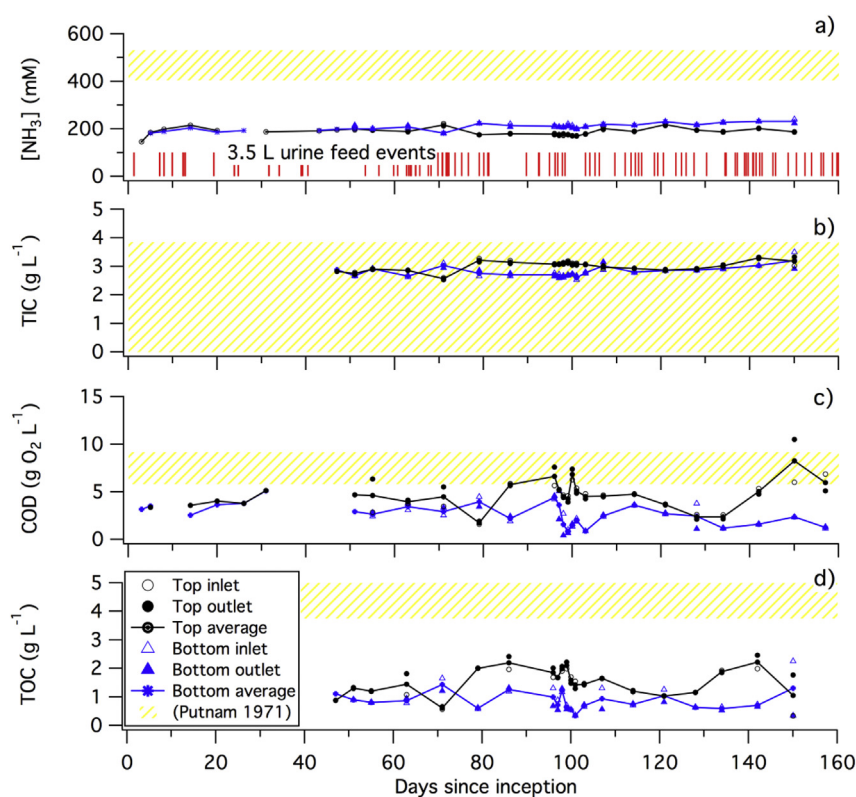 a)
600
400
200
0
[NH₃] (mM)
3.5 L urine feed events
b)
5
4
3
2
1
0
TIC (g L⁻¹)
c)
15
10
5
0
COD (g O₂ L⁻¹)
d)
5
4
3
2
1
0
TOC (g L⁻¹)
Top inlet
Top outlet
Top average
Bottom inlet
Bottom outlet
Bottom average
(Putnam 1971)
0 20 40 60 80 100 120 140 160
Days since inception